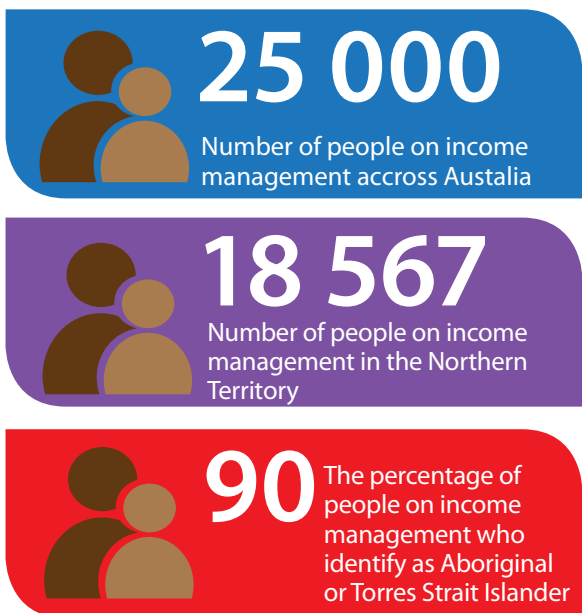 25 000
Number of people on income
management accross Austalia
18 567
Number of people on income
management in the Northern
Territory
90
The percentage of
people on income
management who
identify as Aboriginal
or Torres Strait Islander